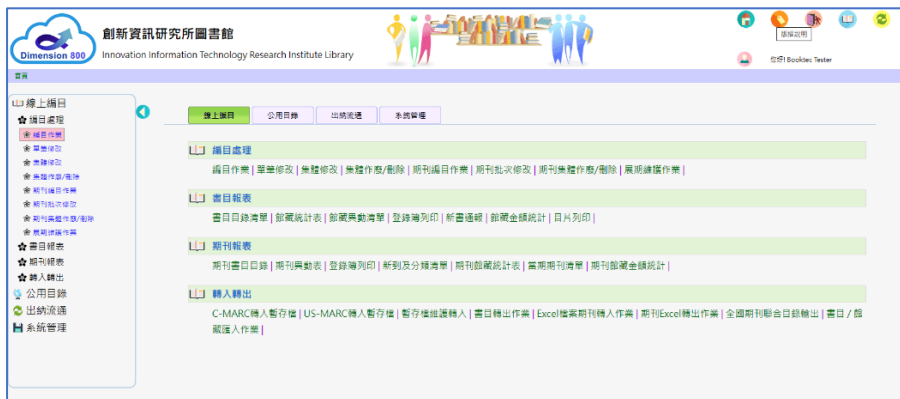 創新資訊研究所圖書館
Dimension 800
Innovation Information Technology Research Institute Library
版權說明
您好! Booktec Tester
首頁
線上編目
編目處理
編目作業
單筆修改
集體修改
集體作廢/刪除
期刊編目作業
期刊批次修改
期刊集體作廢/刪除
展期維護作業
書目報表
期刊報表
轉入轉出
公用目錄
出納流通
系統管理
線上編目 公用目錄 出納流通 系統管理
編目處理
編目作業 | 單筆修改 | 集體修改 | 集體作廢/刪除 | 期刊編目作業 | 期刊批次修改 | 期刊集體作廢/刪除 | 展期維護作業 |
書目報表
書目目錄清單 | 館藏統計表 | 館藏異動清單 | 登錄簿列印 | 新書通報 | 館藏金額統計 | 目片列印 |
期刊報表
期刊書目目錄 | 期刊異動表 | 登錄簿列印 | 新到及分類清單 | 期刊館藏統計表 | 當期期刊清單 | 期刊館藏金額統計 |
轉入轉出
C-MARC轉入暫存檔 | US-MARC轉入暫存檔 | 暫存檔維護轉入 | 書目轉出作業 | Excel檔案期刊轉入作業 | 期刊Excel轉出作業 | 全國期刊聯合目錄輸出 | 書目 / 館
藏匯入作業 |